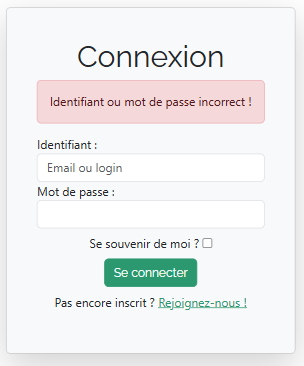 Connexion
Identifiant ou mot de passe incorrect !
Identifiant :
Email ou login
Mot de passe :
Se souvenir de moi ?
Se connecter
Pas encore inscrit ? Rejoignez-nous !